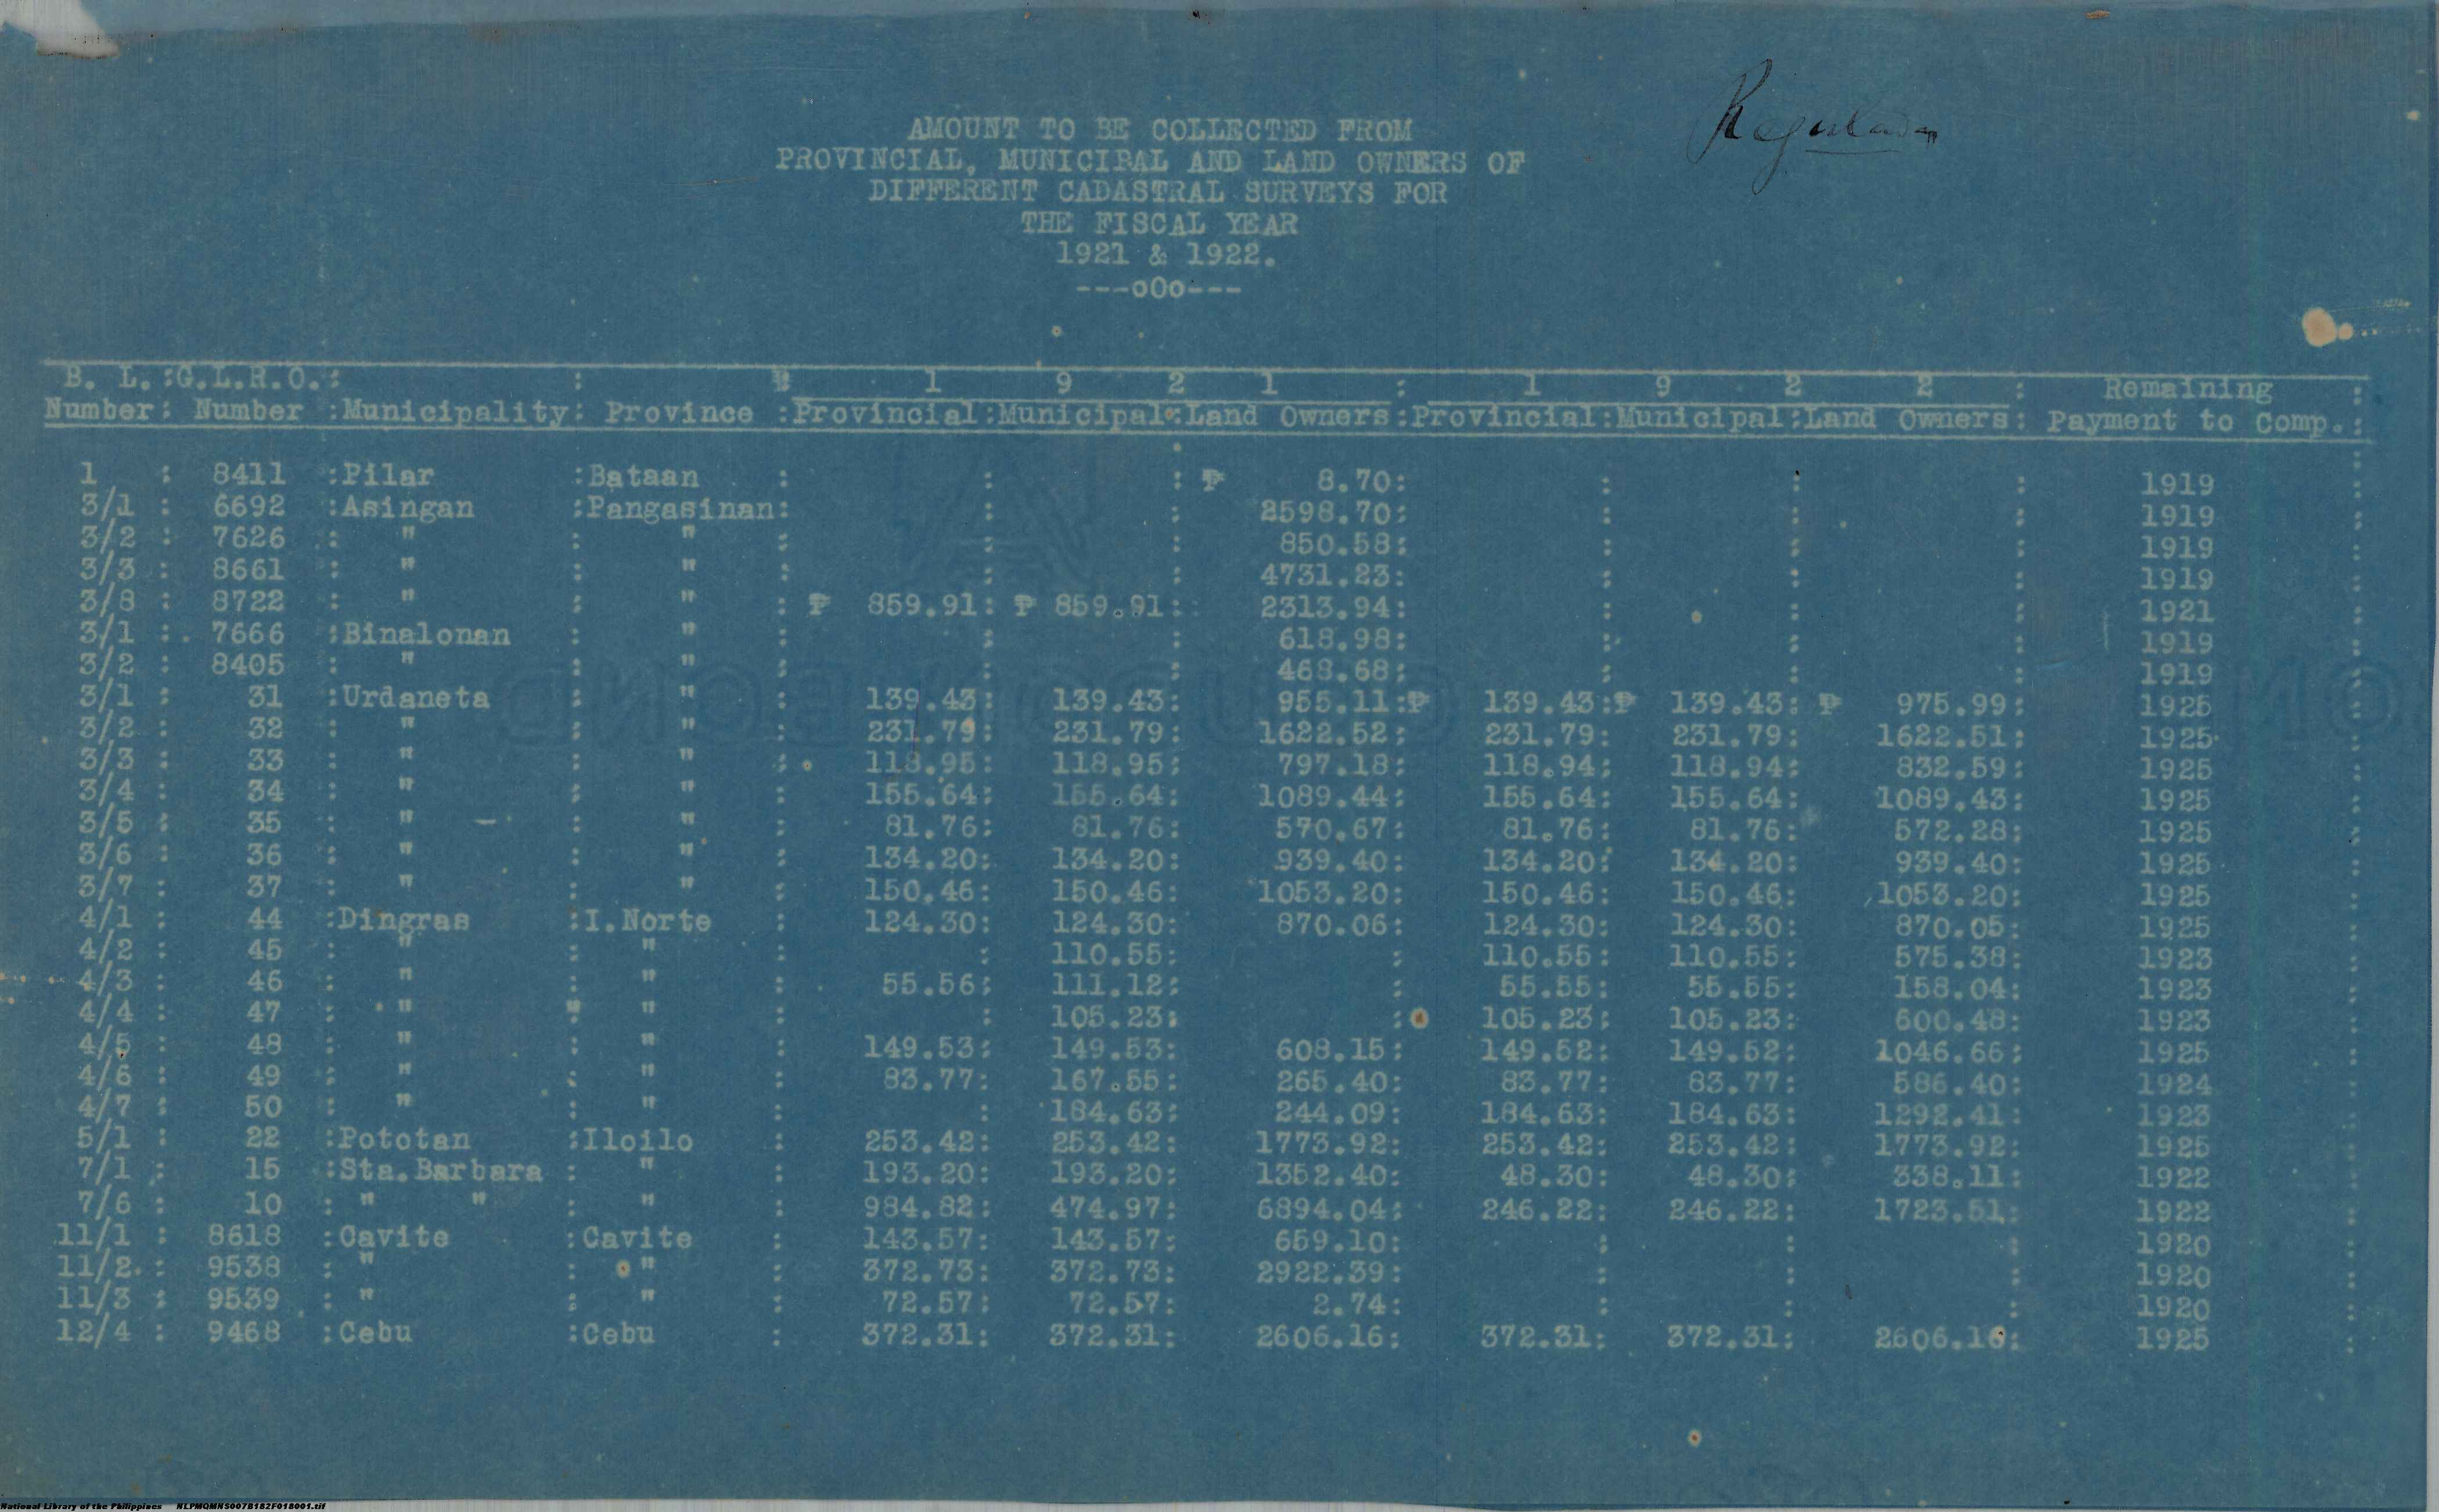 Regular
AMOUNT TO BE COLLECTED FROM
PROVINCIAL, MUNICIPAL AND LAND OWNERS OF
DIFFERENT CADASTRAL SURVEYS FOR
THE FISCAL YEAR
1921 & 1922.
---oOo---
B. L. :G.L.R.O.: : : 1 9 2 1 : 1 9 2 2 : Remaining :
Number: Number :Municipality: Province :Provincial:Municipal:Land Owners:Provincial:Municipal:Land Owners: Payment to Comp.:
1 : 8411 :Pilar :Bataan : : : ₱ 8.70: : : : 1919 :
3/1 : 6692 :Asingan :Pangasinan: : : 2598.70: : : : 1919 :
3/2 : 7626 : " : " : : : 850.58: : : : 1919 :
3/3 : 8661 : " : " : : : 4731.23: : : : 1919 :
3/8 : 8722 : " : " : ₱ 859.91: ₱ 859.91: 2313.94: : : : 1921 :
3/1 : 7666 :Binalonan : " : : : 618.98: : : : 1919 :
3/2 : 8405 : " : " : : : 468.68: : : : 1919 :
3/1 : 31 :Urdaneta : " : 139.43: 139.43: 955.11:₱ 139.43:₱ 139.43: ₱ 975.99: 1925 :
3/2 : 32 : " : " : 231.79: 231.79: 1622.52: 231.79: 231.79: 1622.51: 1925 :
3/3 : 33 : " : " : 118.95: 118.95: 797.18: 118.94: 118.94: 832.59: 1925 :
3/4 : 34 : " : " : 155.64: 155.64: 1089.44: 155.64: 155.64: 1089.43: 1925 :
3/5 : 35 : " : " : 81.76: 81.76: 570.67: 81.76: 81.76: 572.28: 1925 :
3/6 : 36 : " : " : 134.20: 134.20: 939.40: 134.20: 134.20: 939.40: 1925 :
3/7 : 37 : " : " : 150.46: 150.46: 1053.20: 150.46: 150.46: 1053.20: 1925 :
4/1 : 44 :Dingras :I.Norte : 124.30: 124.30: 870.06: 124.30: 124.30: 870.05: 1925 :
4/2 : 45 : " : " : : 110.55: : 110.55: 110.55: 575.38: 1923 :
4/3 : 46 : " : " : 55.56: 111.12: : 55.55: 55.55: 158.04: 1923 :
4/4 : 47 : " : " : : 105.23: : 105.23: 105.23: 600.48: 1923 :
4/5 : 48 : " : " : 149.53: 149.53: 608.15: 149.52: 149.52: 1046.66: 1925 :
4/6 : 49 : " : " : 83.77: 167.55: 265.40: 83.77: 83.77: 586.40: 1924 :
4/7 : 50 : " : " : : 184.63: 244.09: 184.63: 184.63: 1292.41: 1923 :
5/1 : 22 :Pototan :Iloilo : 253.42: 253.42: 1773.92: 253.42: 253.42: 1773.92: 1925 :
7/1 : 15 :Sta.Barbara : " : 193.20: 193.20: 1352.40: 48.30: 48.30: 338.11: 1922 :
7/6 : 10 : " " : " : 984.82: 474.97: 6894.04: 246.22: 246.22: 1723.51: 1922 :
11/1 : 8618 :Cavite :Cavite : 143.57: 143.57: 659.10: : : : 1920 :
11/2 : 9538 : " : " : 372.73: 372.73: 2922.39: : : : 1920 :
11/3 : 9539 : " : " : 72.57: 72.57: 2.74: : : : 1920 :
12/4 : 9468 :Cebu :Cebu : 372.31: 372.31: 2606.16: 372.31: 372.31: 2606.16: 1925 :
National Library of the Philippines NLPMQMNS007B182F018001.tif